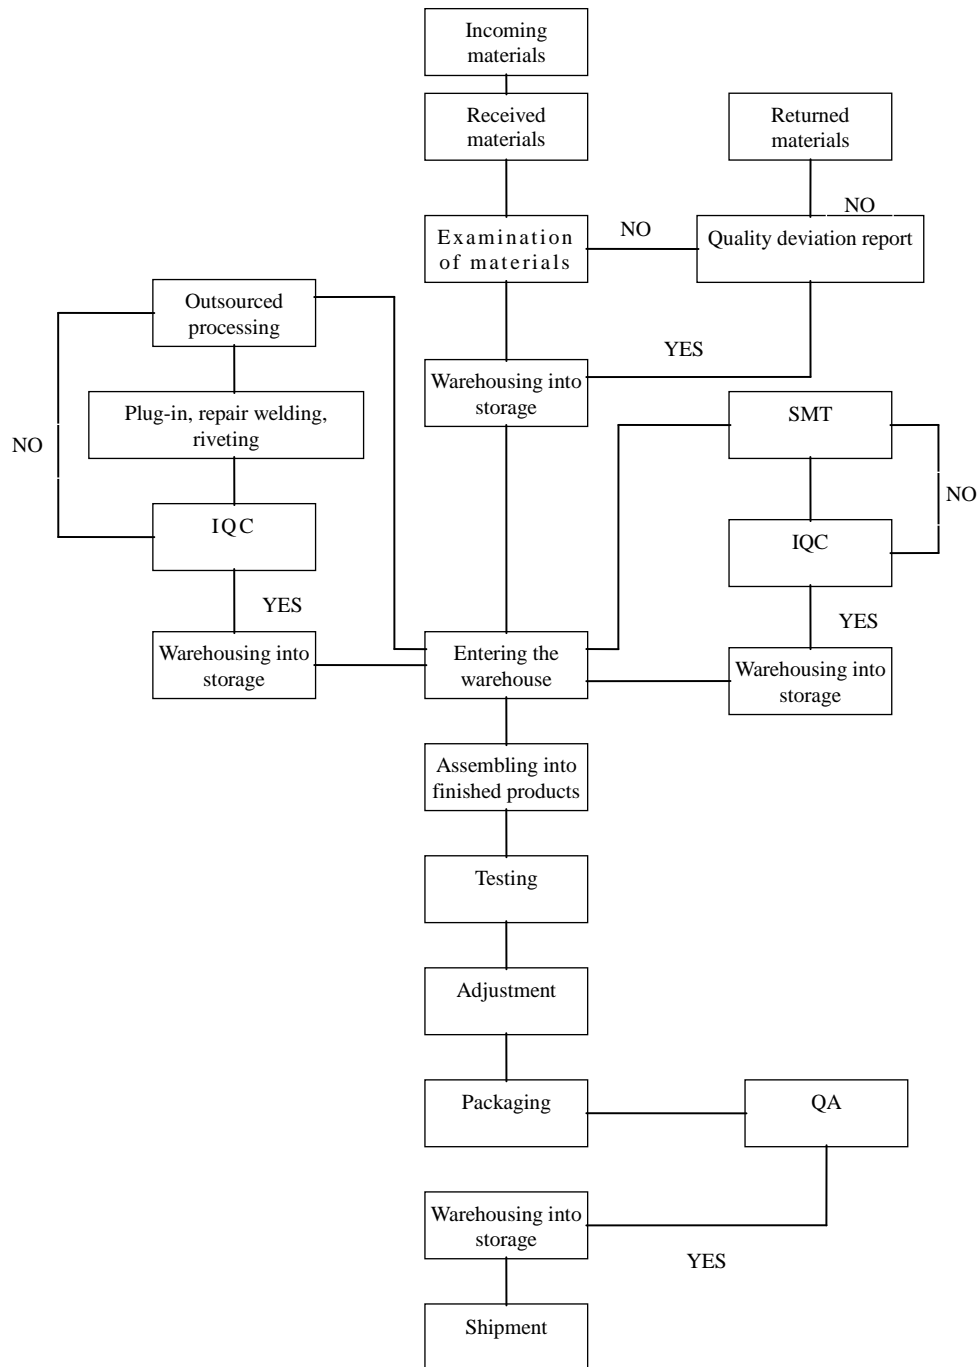 Incoming
materials
Received
materials
Returned
materials
NO
Examination
of materials
NO
Quality deviation report
Outsourced
processing
YES
Warehousing into
storage
Plug-in, repair welding,
riveting
SMT
NO
NO
IQC
IQC
YES
YES
Warehousing into
storage
Entering the
warehouse
Warehousing into
storage
Assembling into
finished products
Testing
Adjustment
Packaging
QA
Warehousing into
storage
YES
Shipment